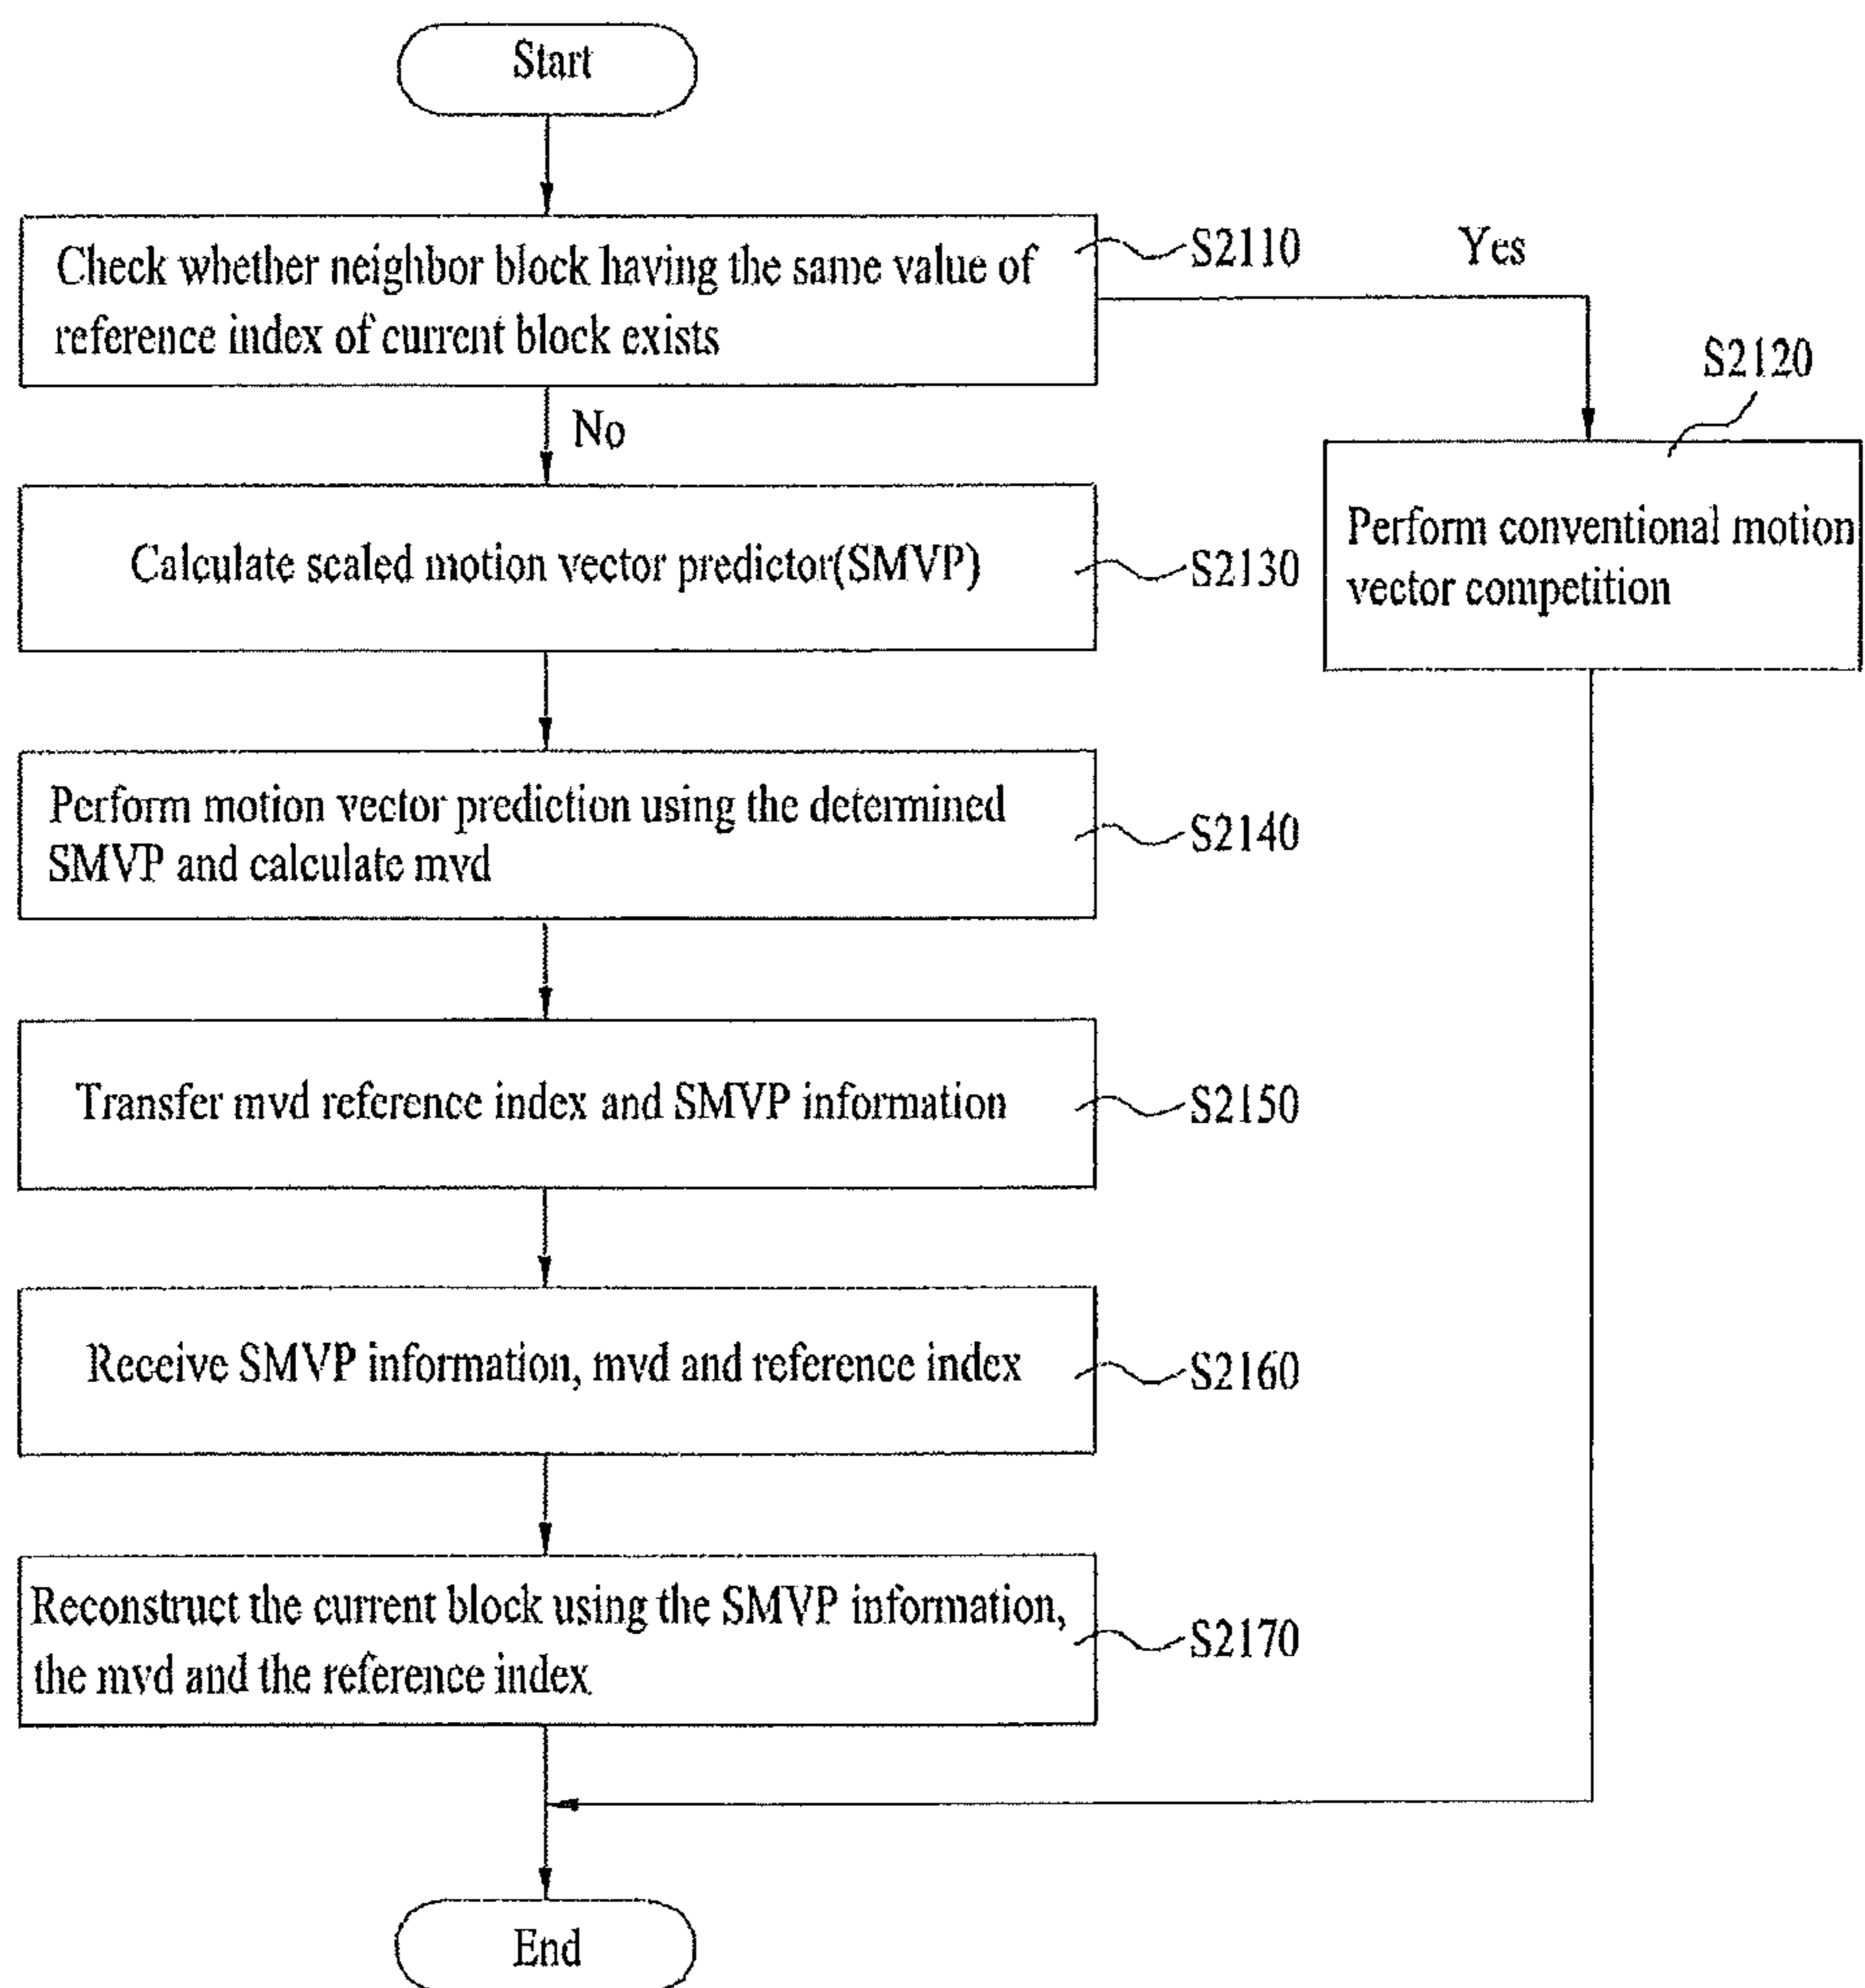 Start
Check whether neighbor block having the same value of
reference index of current block exists
S2110
Yes
No
S2120
Perform conventional motion
vector competition
Calculate scaled motion vector predictor(SMVP)
S2130
Perform motion vector prediction using the determined
SMVP and calculate mvd
S2140
Transfer mvd reference index and SMVP information
S2150
Receive SMVP information, mvd and reference index
S2160
Reconstruct the current block using the SMVP information,
the mvd and the reference index
S2170
End